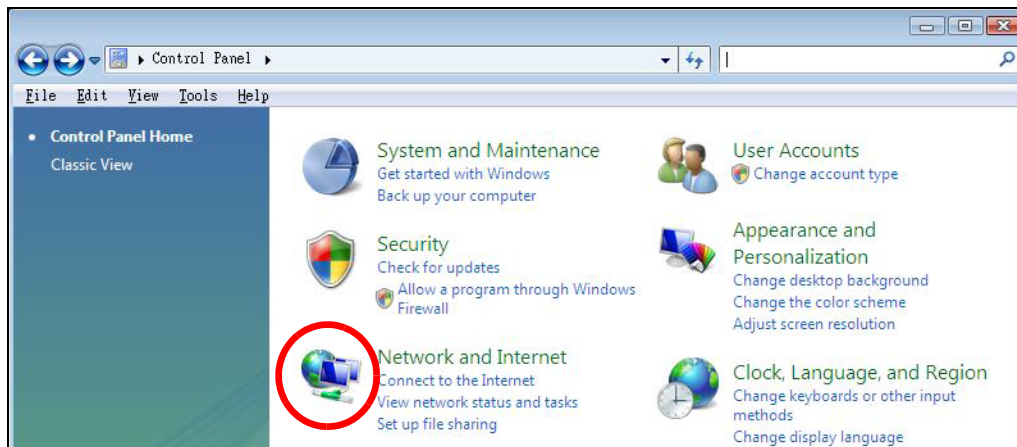 Control Panel
File Edit View Tools Help
Control Panel Home
Classic View
System and Maintenance
Get started with Windows
Back up your computer
Security
Check for updates
Allow a program through Windows
Firewall
Network and Internet
Connect to the Internet
View network status and tasks
Set up file sharing
User Accounts
Change account type
Appearance and
Personalization
Change desktop background
Change the color scheme
Adjust screen resolution
Clock, Language, and Region
Change keyboards or other input
methods
Change display language